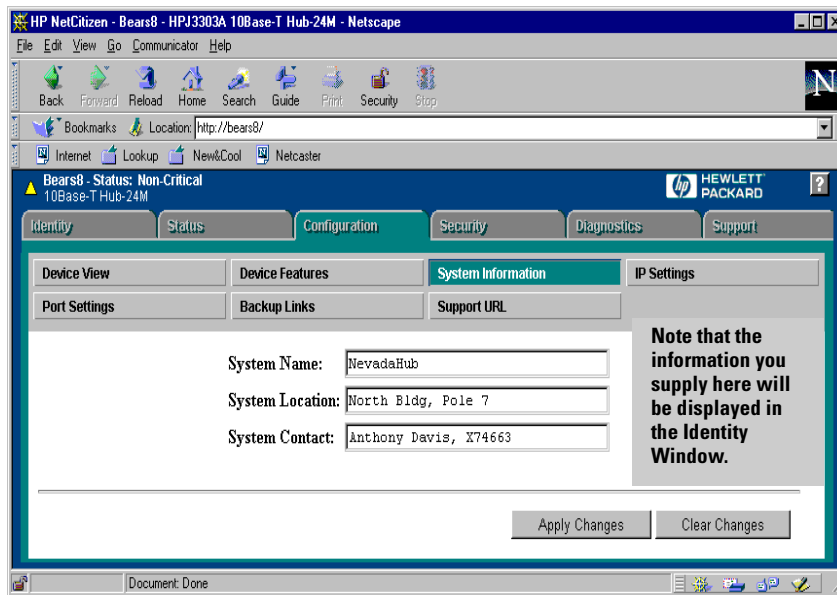 HP NetCitizen - Bears8 - HPJ3303A 10Base-T Hub-24M - Netscape
File Edit View Go Communicator Help
Back Forward Reload Home Search Guide Print Security Stop
N
Bookmarks Location: http://bears8/
Internet Lookup New&Cool Netcaster
Bears8 - Status: Non-Critical
10Base-T Hub-24M
hp HEWLETT
PACKARD
?
Identity Status Configuration Security Diagnostics Support
Device View Device Features System Information IP Settings
Port Settings Backup Links Support URL
Note that the
information you
supply here will
be displayed in
the Identity
Window.
System Name: NevadaHub
System Location: North Bldg, Pole 7
System Contact: Anthony Davis, X74663
Apply Changes Clear Changes
Document: Done